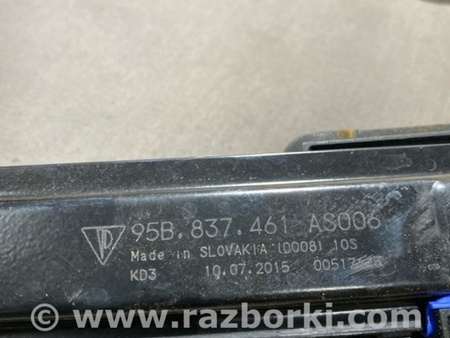 95B.837.461 AS006
Made in SLOVAKIA (0008) 10S
KD3 10.07.2015
© www.razborki.com